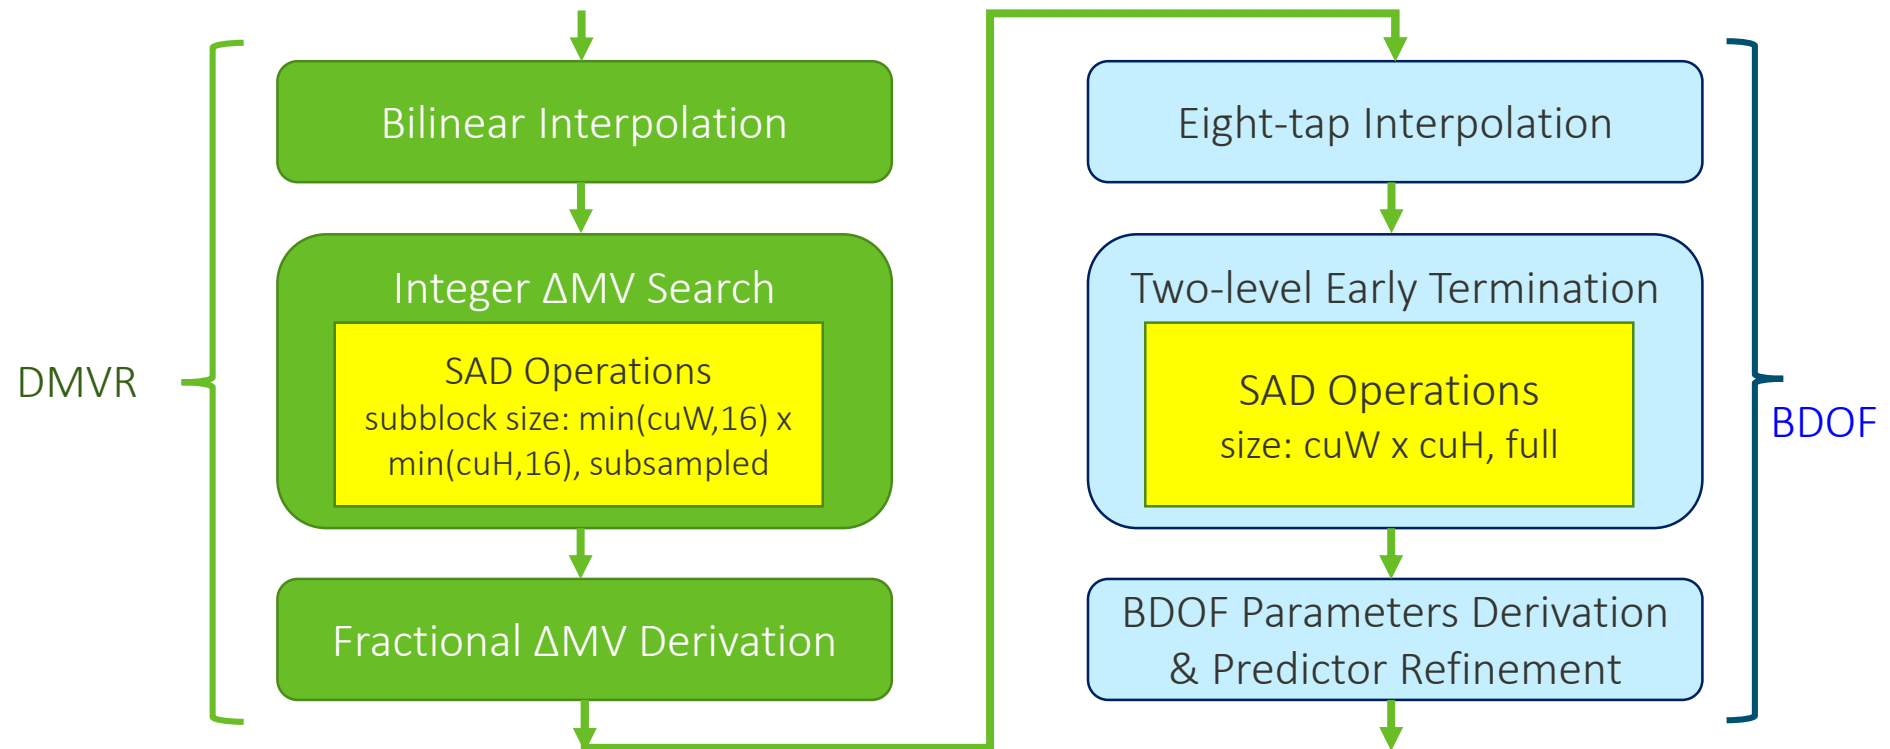 DMVR
Bilinear Interpolation
Integer ΔMV Search
SAD Operations
subblock size: min(cuW,16) x
min(cuH,16), subsampled
Fractional ΔMV Derivation
Eight-tap Interpolation
Two-level Early Termination
SAD Operations
size: cuW x cuH, full
BDOF Parameters Derivation
& Predictor Refinement
BDOF